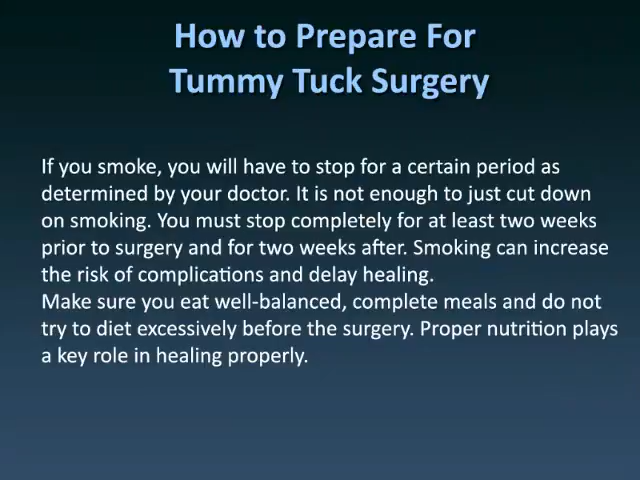 How to Prepare For
Tummy Tuck Surgery
If you smoke, you will have to stop for a certain period as
determined by your doctor. It is not enough to just cut down
on smoking. You must stop completely for at least two weeks
prior to surgery and for two weeks after. Smoking can increase
the risk of complications and delay healing.
Make sure you eat well-balanced, complete meals and do not
try to diet excessively before the surgery. Proper nutrition plays
a key role in healing properly.